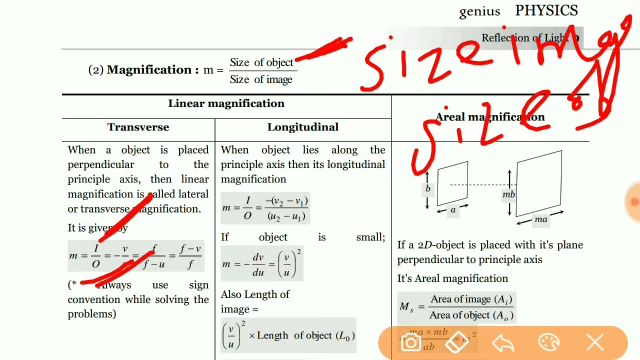 genius PHYSICS
Reflection of Light 9
(2) Magnification : m = Size of object / Size of image
size
size
Linear magnification
Areal magnification
Transverse
Longitudinal
When a object is placed
perpendicular to the
principle axis, then linear
magnification is called lateral
or transverse magnification.
It is given by
m = I/O = -v/u = f/(f-u) = (f-v)/f
(* Always use sign
convention while solving the
problems)
When object lies along the
principle axis then its longitudinal
magnification
m = I/O = -(v₂ - v₁)/(u₂ - u₁)
If object is small;
m = -dv/du = (v/u)²
Also Length of
image =
(v/u)² × Length of object (L₀)
b
a
mb
ma
If a 2D-object is placed with it's plane
perpendicular to principle axis
It's Areal magnification
Mₛ = Area of image (Aᵢ) / Area of object (Aₒ)
ma × mb / ab